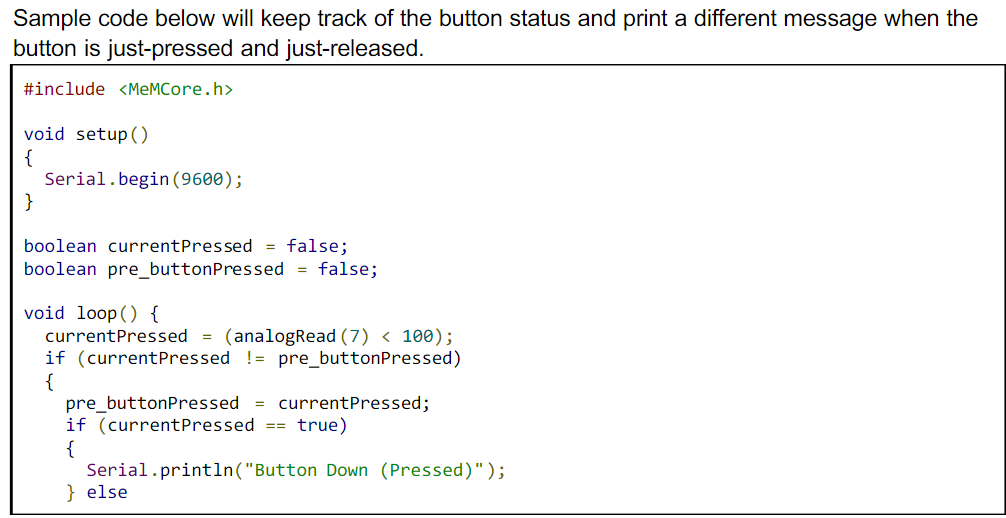 Sample code below will keep track of the button status and print a different message when the
button is just-pressed and just-released.
#include <MeMCore.h>
void setup()
{
Serial.begin(9600);
}
boolean currentPressed = false;
boolean pre_buttonPressed = false;
void loop() {
currentPressed = (analogRead(7) < 100);
if (currentPressed != pre_buttonPressed)
{
pre_buttonPressed = currentPressed;
if (currentPressed == true)
{
Serial.println("Button Down (Pressed)");
} else